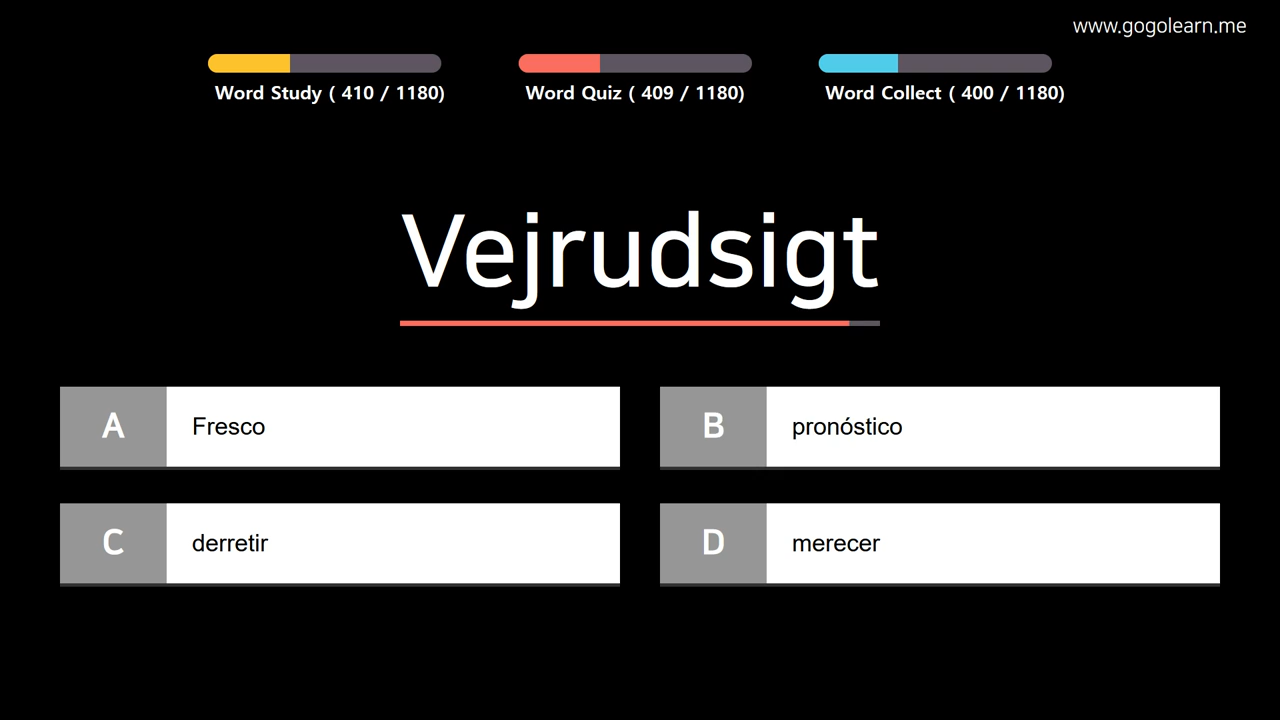 www.gogolearn.me
Word Study ( 410 / 1180)
Word Quiz ( 409 / 1180)
Word Collect ( 400 / 1180)
Vejrudsigt
A Fresco
B pronóstico
C derretir
D merecer